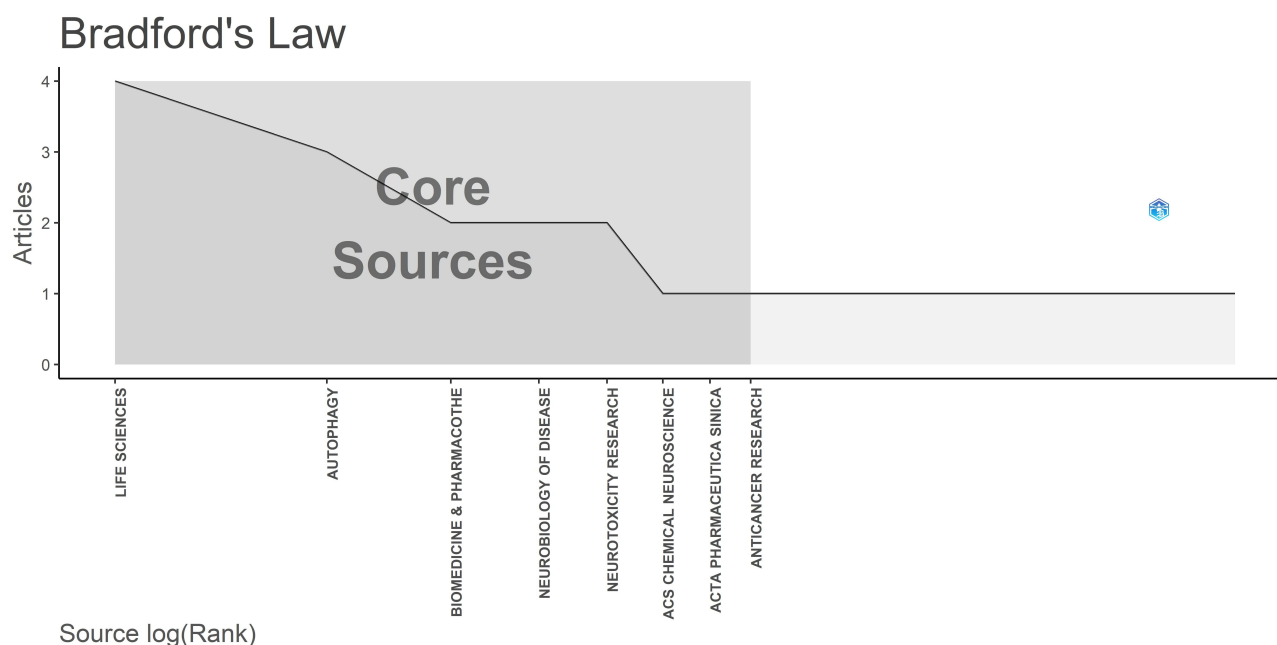 Bradford's Law
4
3
2
1
0
Articles
Core
Sources
LIFE SCIENCES
AUTOPHAGY
BIOMEDICINE & PHARMACOTHE
NEUROBIOLOGY OF DISEASE
NEUROTOXICITY RESEARCH
ACS CHEMICAL NEUROSCIENCE
ACTA PHARMACEUTICA SINICA
ANTICANCER RESEARCH
Source log(Rank)